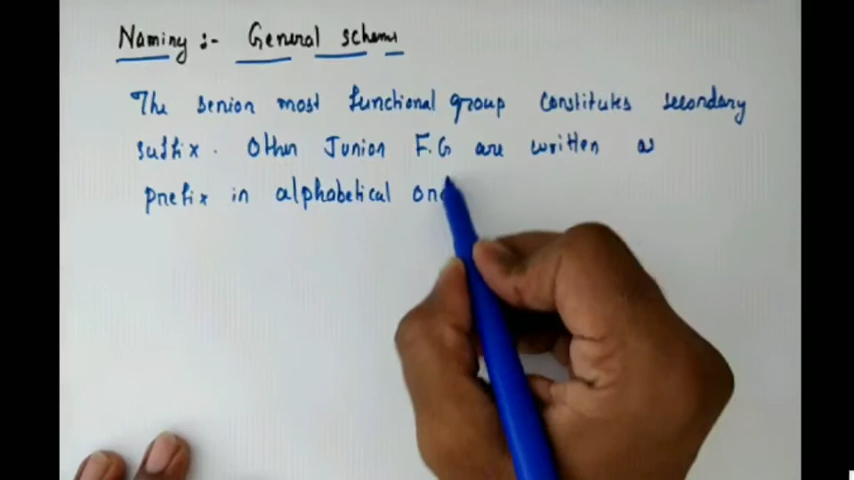 Naming :- General scheme
The senior most functional group constitutes secondary
suffix. Other Junior F.G are written as
prefix in alphabetical